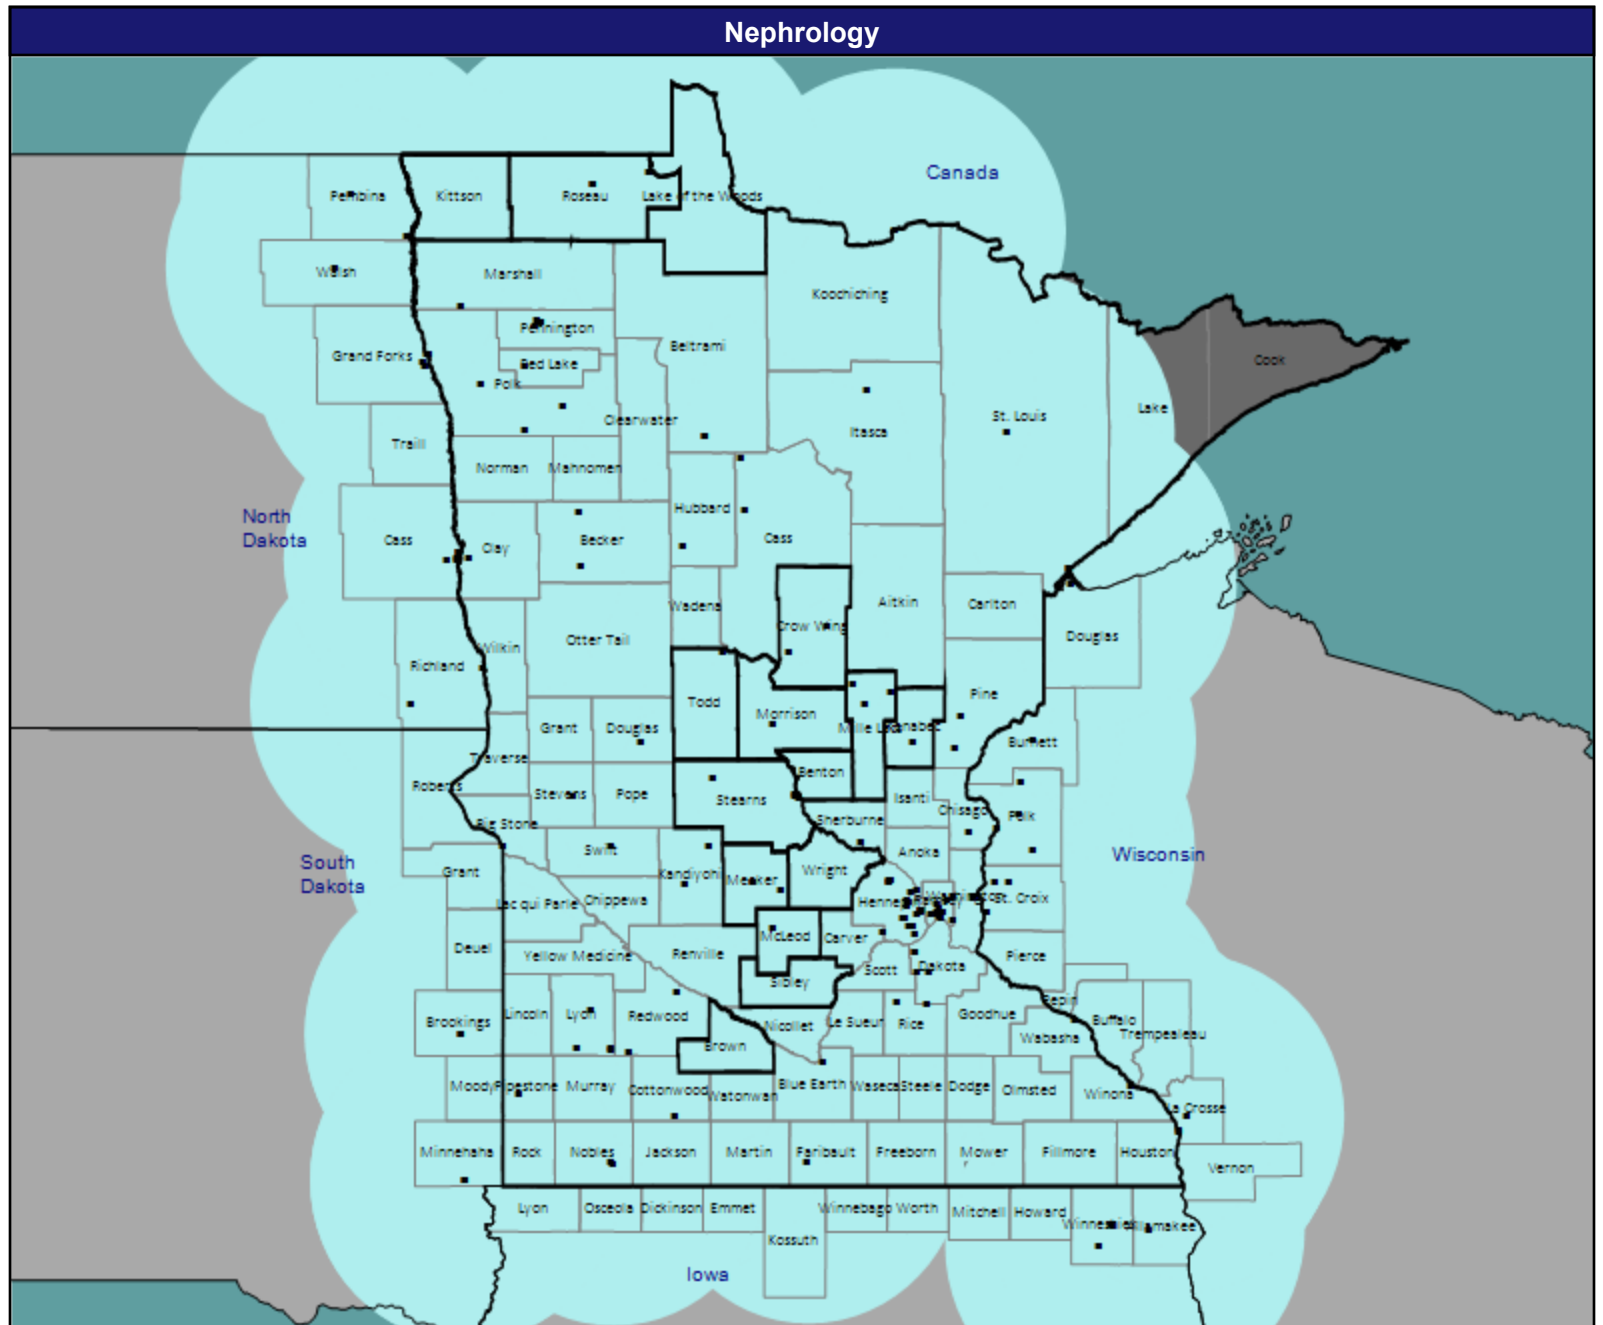 Nephrology
Canada
Pembina
Kittson
Roseau
Lake of the Woods
Walsh
Marshall
Koochiching
Pennington
Beltrami
Grand Forks
Red Lake
Cook
Polk
Lake
St. Louis
Clearwater
Itasca
Traill
Norman
Mahnomen
Hubbard
North
Dakota
Cass
Clay
Becker
Cass
Wadena
Aitkin
Carlton
Crow Wing
Otter Tail
Douglas
Wilkin
Richland
Pine
Todd
Morrison
Grant
Douglas
Mille Lacs
Kanabec
Burnett
Traverse
Benton
Roberts
Stevens
Pope
Stearns
Isanti
Chisago
Polk
Big Stone
Sherburne
Swift
Anoka
Wisconsin
South
Dakota
Grant
Kandiyohi
Meeker
Wright
Hennepin
Ramsey
Washington
St. Croix
Lac qui Parle
Chippewa
McLeod
Carver
Deuel
Yellow Medicine
Renville
Scott
Dakota
Pierce
Sibley
Pepin
Brookings
Lincoln
Lyon
Redwood
Nicollet
Le Sueur
Rice
Goodhue
Buffalo
Trempealeau
Wabasha
Brown
Moody
Pipestone
Murray
Cottonwood
Watonwan
Blue Earth
Waseca
Steele
Dodge
Olmsted
Winona
La Crosse
Minnehaha
Rock
Nobles
Jackson
Martin
Faribault
Freeborn
Mower
Fillmore
Houston
Vernon
Lyon
Osceola
Dickinson
Emmet
Winnebago
Worth
Mitchell
Howard
Winneshiek
Allamakee
Kossuth
Iowa